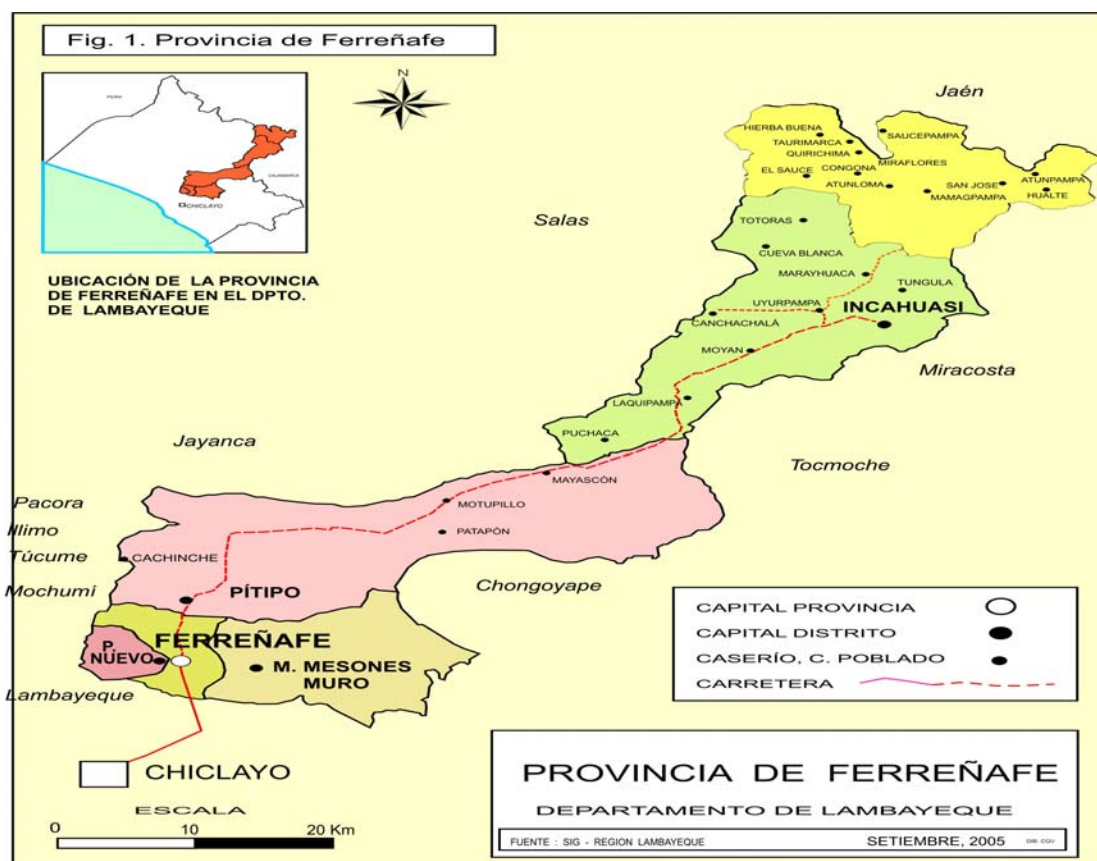 Fig. 1. Provincia de Ferreñafe
PIURA
CAJAMARCA
CHICLAYO
UBICACIÓN DE LA PROVINCIA
DE FERREÑAFE EN EL DPTO.
DE LAMBAYEQUE
N
Jaén
HIERBA BUENA
SAUCEPAMPA
TAURIMARCA
QUIRICHIMA
MIRAFLORES
EL SAUCE
CONGONA
ATUNPAMPA
ATUNLOMA
SAN JOSE
MAMAGPAMPA
HUALTE
Salas
TOTORAS
CUEVA BLANCA
MARAYHUACA
TUNGULA
UYURPAMPA
INCAHUASI
CANCHACHALÁ
MOYAN
Miracosta
LAQUIPAMPA
PUCHACA
Jayanca
Tocmoche
MAYASCÓN
Pacora
MOTUPILLO
Illimo
PATAPÓN
Túcume
CACHINCHE
Mochumí
PÍTIPO
Chongoyape
FERREÑAFE
P.
NUEVO
M. MESONES
MURO
Lambayeque
CHICLAYO
ESCALA
0
10
20 Km
CAPITAL PROVINCIA
CAPITAL DISTRITO
CASERÍO, C. POBLADO
CARRETERA
PROVINCIA DE FERREÑAFE
DEPARTAMENTO DE LAMBAYEQUE
FUENTE : SIG - REGION LAMBAYEQUE
SETIEMBRE, 2005